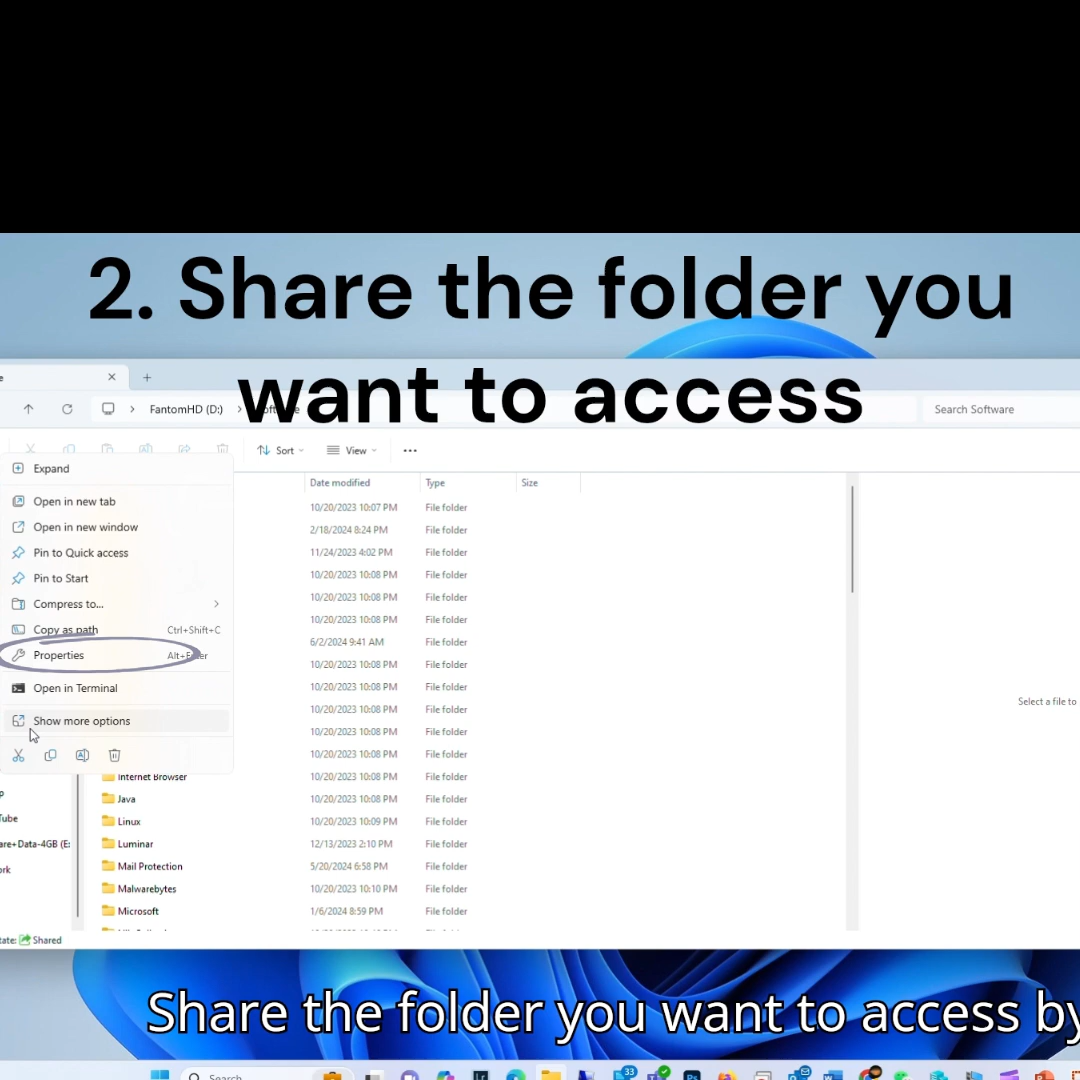 2. Share the folder you
want to access
FantomHD (D:)
Search Software
Sort
View
Expand
Open in new tab
Open in new window
Pin to Quick access
Pin to Start
Compress to...
Copy as path Ctrl+Shift+C
Properties
Open in Terminal
Show more options
Date modified Type Size
10/20/2023 10:07 PM File folder
2/18/2024 8:24 PM File folder
11/24/2023 4:02 PM File folder
10/20/2023 10:08 PM File folder
10/20/2023 10:08 PM File folder
10/20/2023 10:08 PM File folder
6/2/2024 9:41 AM File folder
10/20/2023 10:08 PM File folder
10/20/2023 10:08 PM File folder
10/20/2023 10:08 PM File folder
10/20/2023 10:08 PM File folder
10/20/2023 10:08 PM File folder
Internet Browser 10/20/2023 10:08 PM File folder
Java 10/20/2023 10:08 PM File folder
Linux 10/20/2023 10:09 PM File folder
Luminar 12/13/2023 2:10 PM File folder
Mail Protection 5/20/2024 6:58 PM File folder
Malwarebytes 10/20/2023 10:10 PM File folder
Microsoft 1/6/2024 8:59 PM File folder
Select a file to
are+Data-4GB (E:
tate: Shared
Share the folder you want to access by
Search
33